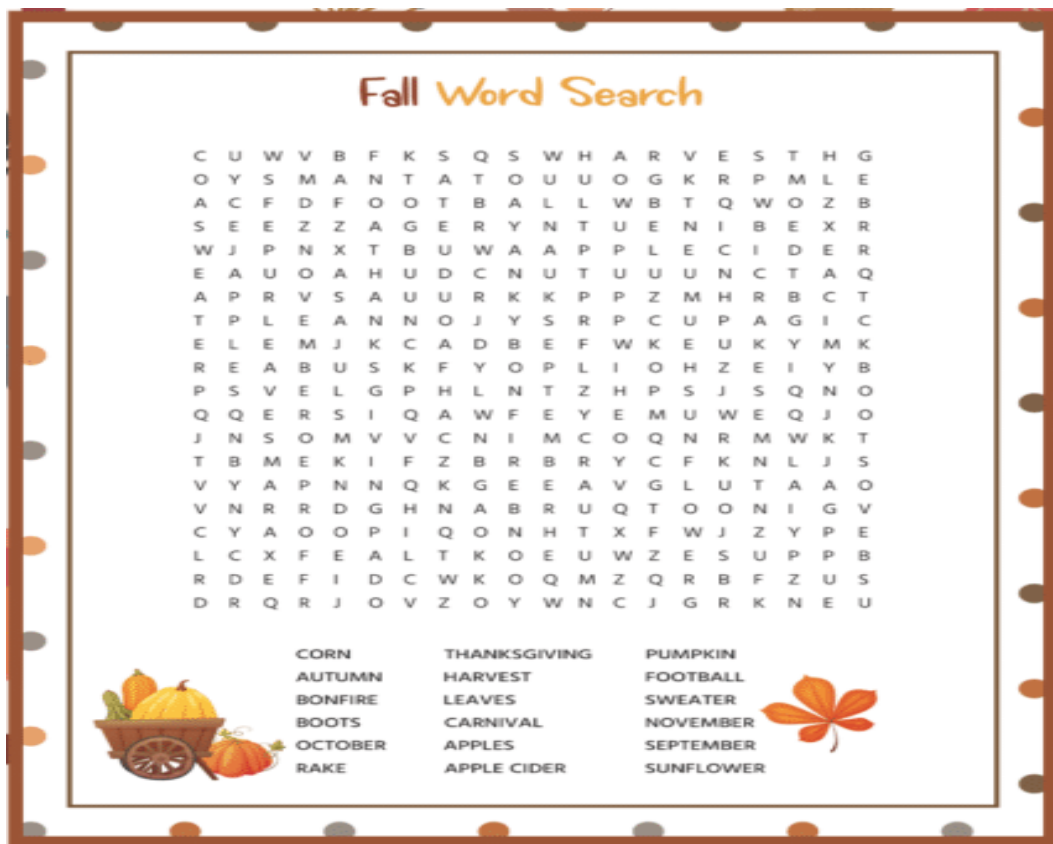 Fall Word Search
C U W V B F K S Q S W H A R V E S T H G
O Y S M A N T A T O U U O G K R P M L E
A C F D F O O T B A L L W B T Q W O Z B
S E E Z Z A G E R Y N T U E N I B E X R
W J P N X T B U W A A P P L E C I D E R
E A U O A H U D C N U T U U U N C T A Q
A P R V S A U U R K K P P Z M H R B C T
T P L E A N N O J Y S R P C U P A G I C
E L E M J K C A D B E F W K E U K Y M K
R E A B U S K F Y O P L I O H Z E I Y B
P S V E L G P H L N T Z H P S J S Q N O
Q Q E R S I Q A W F E Y E M U W E Q J O
J N S O M V V C N I M C O Q N R M W K T
T B M E K I F Z B R B R Y C F K N L J S
V Y A P N N Q K G E E A V G L U T A A O
V N R R D G H N A B R U Q T O O N I G V
C Y A O O P I Q O N H T X F W J Z Y P E
L C X F E A L T K O E U W Z E S U P P B
R D E F I D C W K O Q M Z Q R B F Z U S
D R Q R J O V Z O Y W N C J G R K N E U
CORN THANKSGIVING PUMPKIN
AUTUMN HARVEST FOOTBALL
BONFIRE LEAVES SWEATER
BOOTS CARNIVAL NOVEMBER
OCTOBER APPLES SEPTEMBER
RAKE APPLE CIDER SUNFLOWER